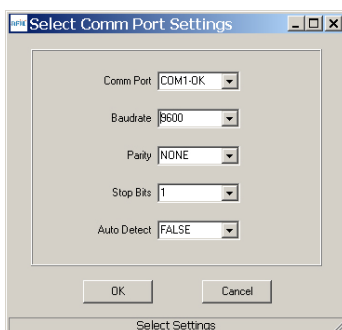 Select Comm Port Settings
Comm Port COM1-OK
Baudrate 9600
Parity NONE
Stop Bits 1
Auto Detect FALSE
OK Cancel
Select Settings